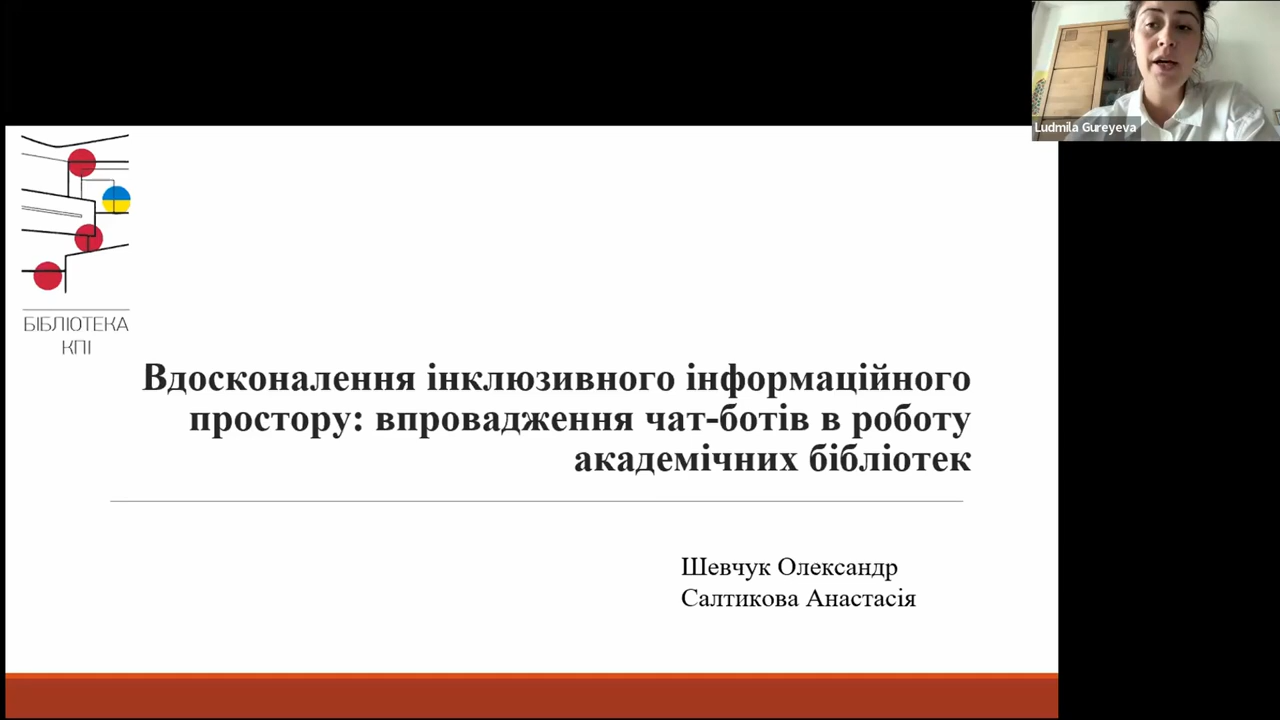 Ludmila Gureyeva
БІБЛІОТЕКА
КПІ
Вдосконалення інклюзивного інформаційного
простору: впровадження чат-ботів в роботу
академічних бібліотек
Шевчук Олександр
Салтикова Анастасія